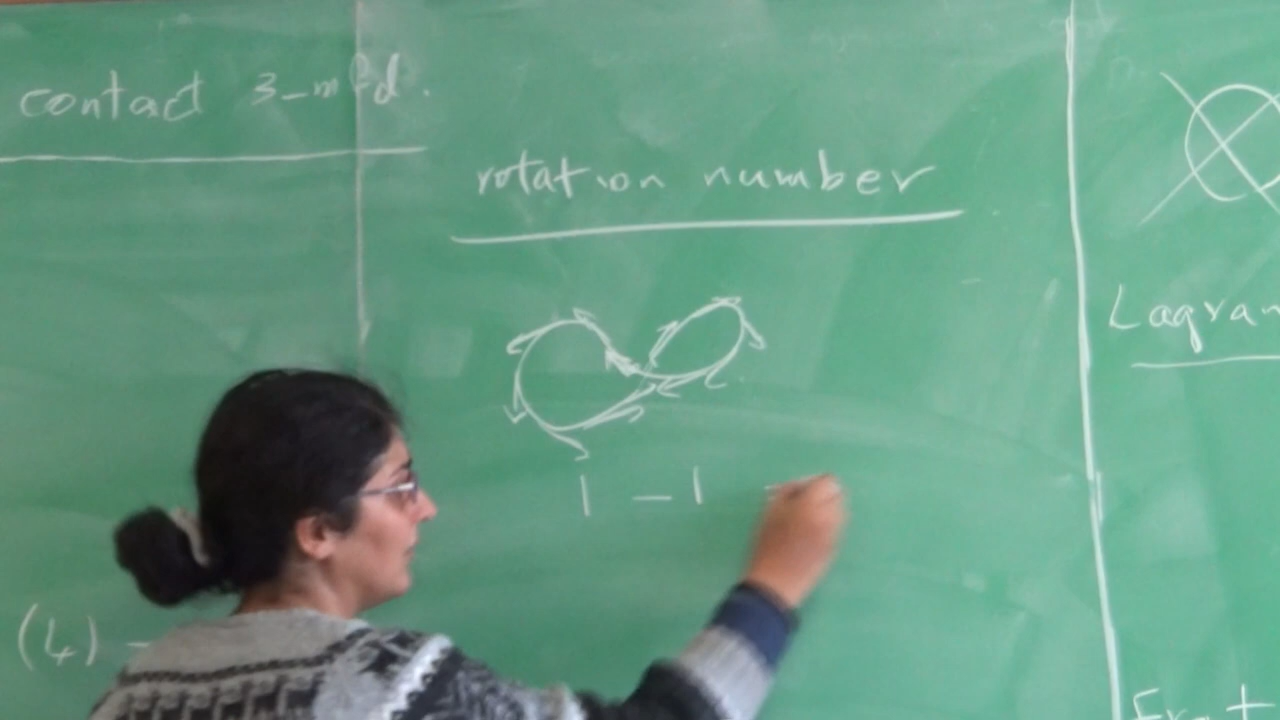 contact 3-mfd.
rotation number
1 - 1
(4) -
Lagran